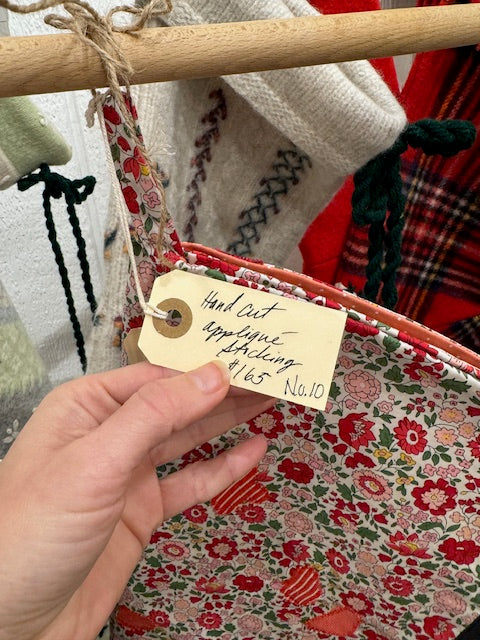 Hand Cut
appliqué
Stocking
$165 No.10